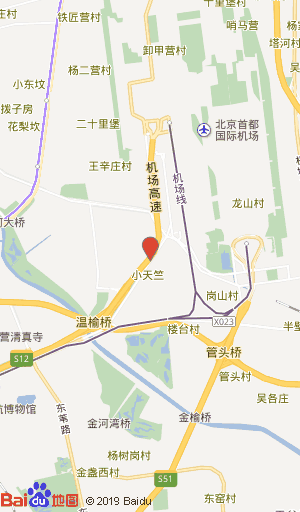 十里堡
铁匠营村
哨马营
卸甲营村
塔河村
杨二营村
小东坟
拨子房
花梨坎
二十里堡
北京首都
国际机场
王辛庄村
机场高速
机场线
龙山村
河大桥
小天竺
岗山村
温榆桥
X023
楼台村
半壁
营清真寺
管头桥
S12
管头村
吴各庄
航博物馆
东苇路
金河湾桥
金榆桥
杨树岗村
金盏西村
S51
东窑村
Baidu地图
© 2019 Baidu